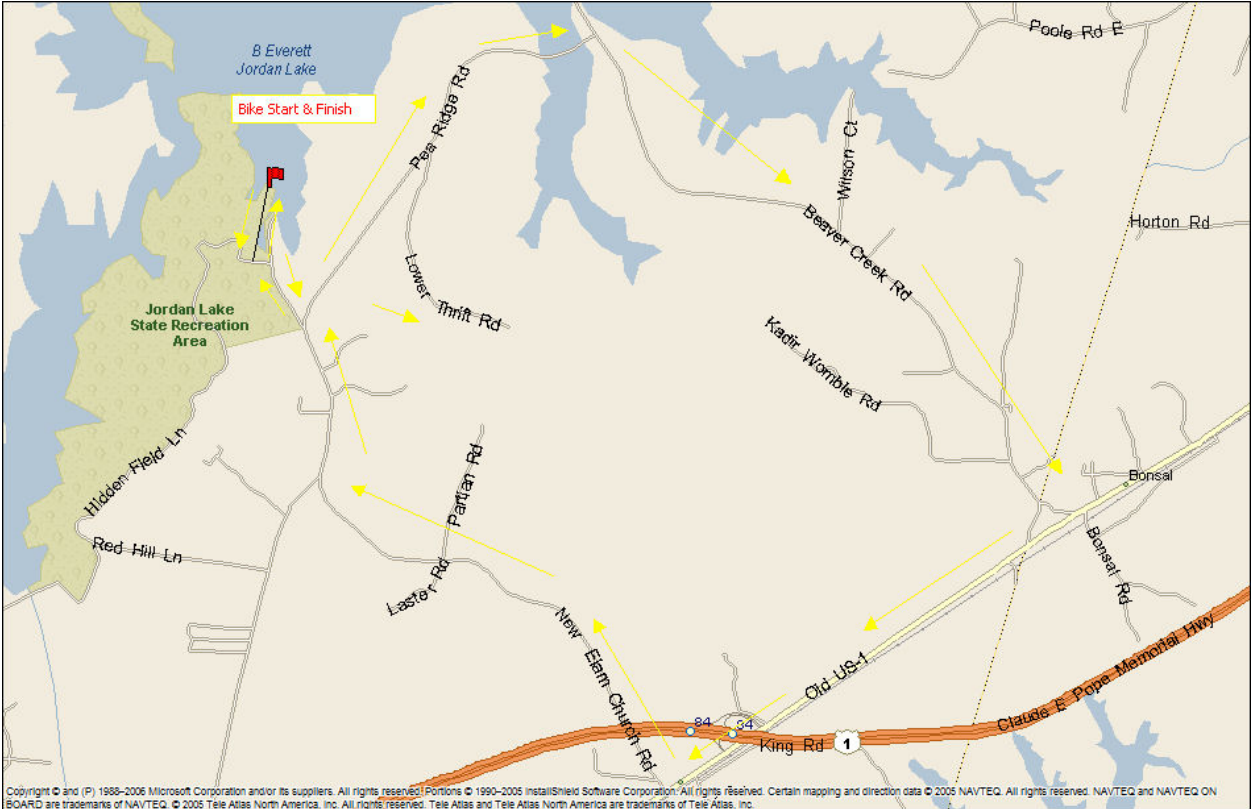 Poole Rd E
B Everett
Jordan Lake
Bike Start & Finish
Pea Ridge Rd
Wilson Ct
Horton Rd
Beaver Creek Rd
Lower Thrift Rd
Jordan Lake
State Recreation
Area
Kadir Womble Rd
Hidden Field Ln
Partian Rd
Bonsal
Red Hill Ln
Bonsal Rd
Laster Rd
New Elam Church Rd
Old US-1
Claude E Pope Memorial Hwy
84
84
King Rd
1
Copyright © and (P) 1988–2006 Microsoft Corporation and/or its suppliers. All rights reserved. Portions © 1990–2005 InstallShield Software Corporation. All rights reserved. Certain mapping and direction data © 2005 NAVTEQ. All rights reserved. NAVTEQ and NAVTEQ ON
BOARD are trademarks of NAVTEQ. © 2005 Tele Atlas North America, Inc. All rights reserved. Tele Atlas and Tele Atlas North America are trademarks of Tele Atlas, Inc.